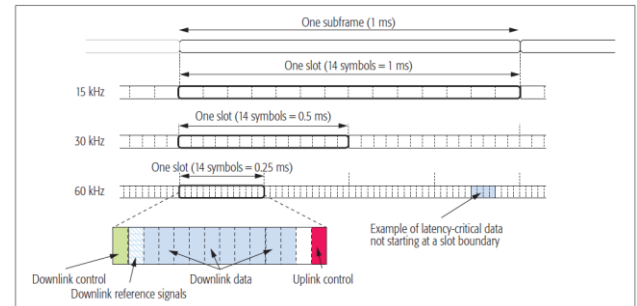 One subframe (1 ms)
One slot (14 symbols = 1 ms)
15 kHz
One slot (14 symbols = 0.5 ms)
30 kHz
One slot (14 symbols = 0.25 ms)
60 kHz
Example of latency-critical data
not starting at a slot boundary
Downlink control
Downlink data
Uplink control
Downlink reference signals